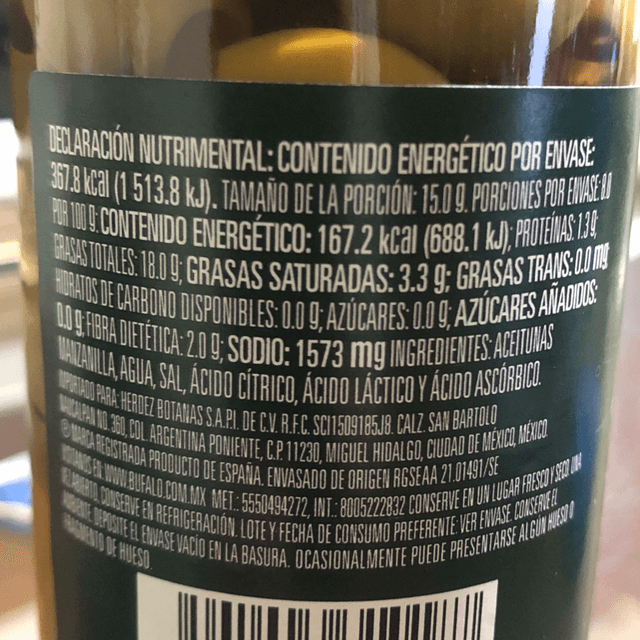 DECLARACIÓN NUTRIMENTAL: CONTENIDO ENERGÉTICO POR ENVASE:
367.8 kcal (1 513.8 kJ). TAMAÑO DE LA PORCIÓN: 15.0 g. PORCIONES POR ENVASE: 8.0
POR 100 g: CONTENIDO ENERGÉTICO: 167.2 kcal (688.1 kJ); PROTEÍNAS: 1.3 g;
GRASAS TOTALES: 18.0 g; GRASAS SATURADAS: 3.3 g; GRASAS TRANS: 0.0 mg
HIDRATOS DE CARBONO DISPONIBLES: 0.0 g; AZÚCARES: 0.0 g; AZÚCARES AÑADIDOS:
0.0 g; FIBRA DIETÉTICA: 2.0 g; SODIO: 1573 mg INGREDIENTES: ACEITUNAS
MANZANILLA, AGUA, SAL, ÁCIDO CÍTRICO, ÁCIDO LÁCTICO Y ÁCIDO ASCÓRBICO.
IMPORTADO PARA: HERDEZ BOTANAS S.A.P.I. DE C.V. R.F.C. SCI1509185J8. CALZ. SAN BARTOLO
NAUCALPAN NO. 360, COL. ARGENTINA PONIENTE, C.P. 11230, MIGUEL HIDALGO, CIUDAD DE MÉXICO, MÉXICO.
® MARCA REGISTRADA PRODUCTO DE ESPAÑA. ENVASADO DE ORIGEN RGSEAA 21.01491/SE
EN WWW.BUFALO.COM.MX MET.: 5550494272, INT.: 8005222832 CONSERVE EN UN LUGAR FRESCO Y SECO UNA
VEZ ABIERTO CONSERVE EN REFRIGERACIÓN. LOTE Y FECHA DE CONSUMO PREFERENTE: VER ENVASE. CONSERVE EL
AMBIENTE DEPOSITE EL ENVASE VACÍO EN LA BASURA. OCASIONALMENTE PUEDE PRESENTARSE ALGÚN HUESO O
FRAGMENTO DE HUESO